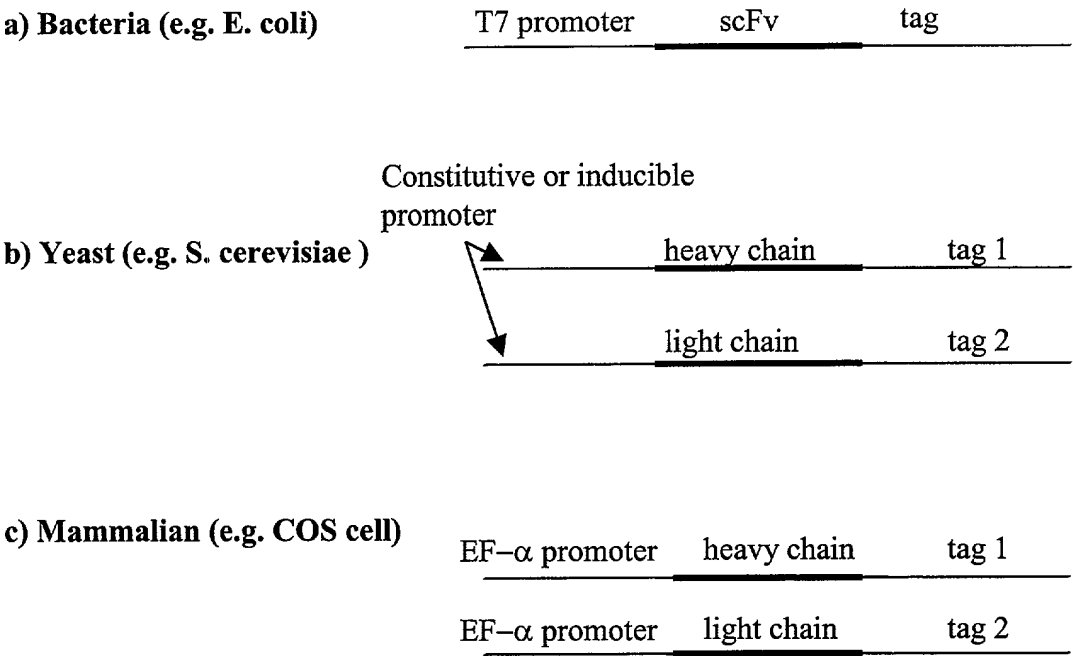 a) Bacteria (e.g. E. coli) T7 promoter scFv tag
Constitutive or inducible
promoter
b) Yeast (e.g. S. cerevisiae ) heavy chain tag 1
light chain tag 2
c) Mammalian (e.g. COS cell)
EF–α promoter heavy chain tag 1
EF–α promoter light chain tag 2